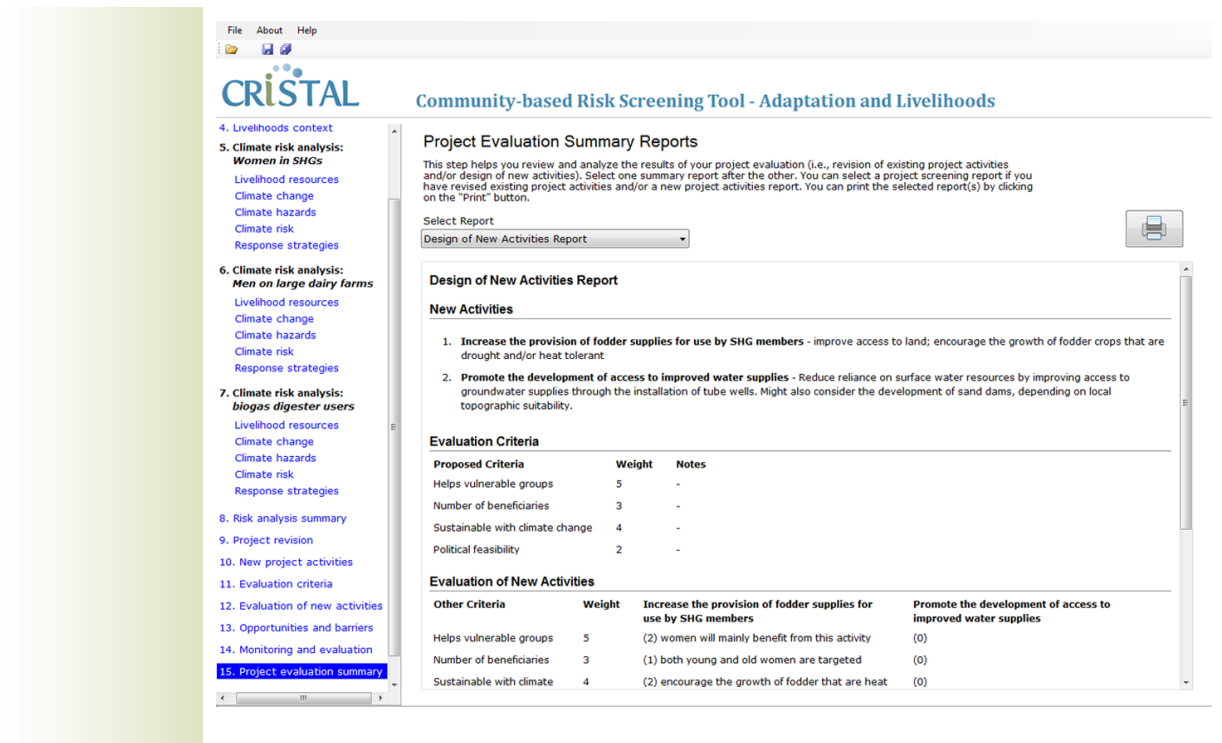 File About Help
CRiSTAL
Community-based Risk Screening Tool - Adaptation and Livelihoods
4. Livelihoods context
5. Climate risk analysis:
Women in SHGs
Livelihood resources
Climate change
Climate hazards
Climate risk
Response strategies
6. Climate risk analysis:
Men on large dairy farms
Livelihood resources
Climate change
Climate hazards
Climate risk
Response strategies
7. Climate risk analysis:
biogas digester users
Livelihood resources
Climate change
Climate hazards
Climate risk
Response strategies
8. Risk analysis summary
9. Project revision
10. New project activities
11. Evaluation criteria
12. Evaluation of new activities
13. Opportunities and barriers
14. Monitoring and evaluation
15. Project evaluation summary
Project Evaluation Summary Reports
This step helps you review and analyze the results of your project evaluation (i.e., revision of existing project activities
and/or design of new activities). Select one summary report after the other. You can select a project screening report if you
have revised existing project activities and/or a new project activities report. You can print the selected report(s) by clicking
on the "Print" button.
Select Report
Design of New Activities Report
Design of New Activities Report
New Activities
1. Increase the provision of fodder supplies for use by SHG members - improve access to land; encourage the growth of fodder crops that are
drought and/or heat tolerant
2. Promote the development of access to improved water supplies - Reduce reliance on surface water resources by improving access to
groundwater supplies through the installation of tube wells. Might also consider the development of sand dams, depending on local
topographic suitability.
Evaluation Criteria
Proposed Criteria Weight Notes
Helps vulnerable groups 5 -
Number of beneficiaries 3 -
Sustainable with climate change 4 -
Political feasibility 2 -
Evaluation of New Activities
Other Criteria Weight Increase the provision of fodder supplies for Promote the development of access to
use by SHG members improved water supplies
Helps vulnerable groups 5 (2) women will mainly benefit from this activity (0)
Number of beneficiaries 3 (1) both young and old women are targeted (0)
Sustainable with climate 4 (2) encourage the growth of fodder that are heat (0)